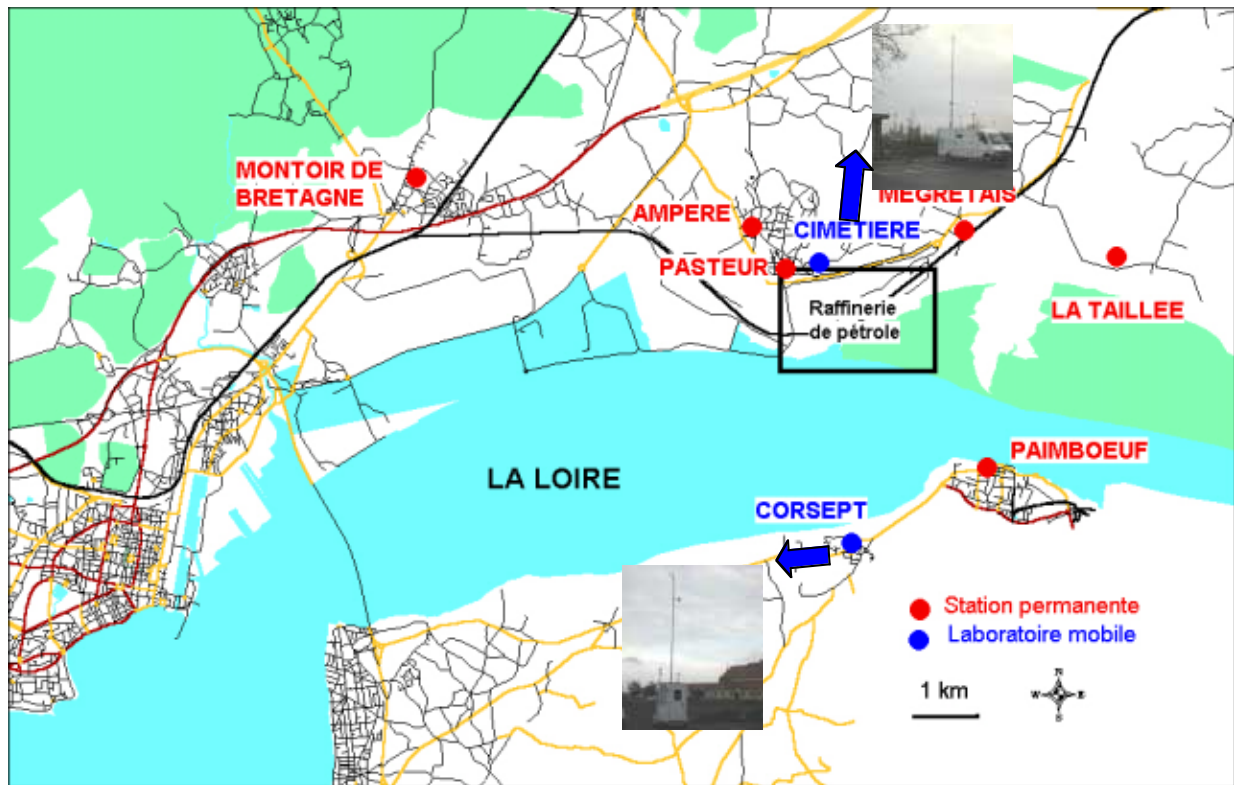 MONTOIR DE
BRETAGNE
MEGRETAIS
AMPERE
CIMETIERE
PASTEUR
Raffinerie
de pétrole
LA TAILLEE
PAIMBOEUF
LA LOIRE
CORSEPT
Station permanente
Laboratoire mobile
1 km
N
W E
S